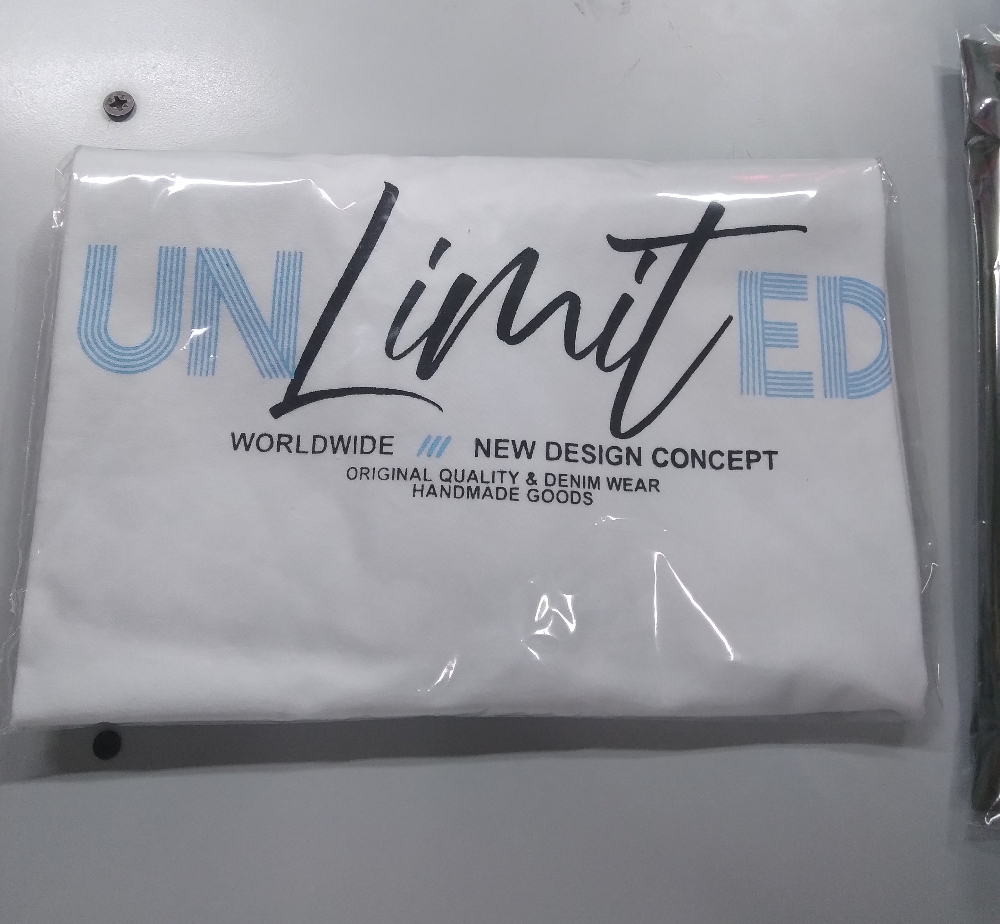 UNLimitED
WORLDWIDE /// NEW DESIGN CONCEPT
ORIGINAL QUALITY & DENIM WEAR
HANDMADE GOODS